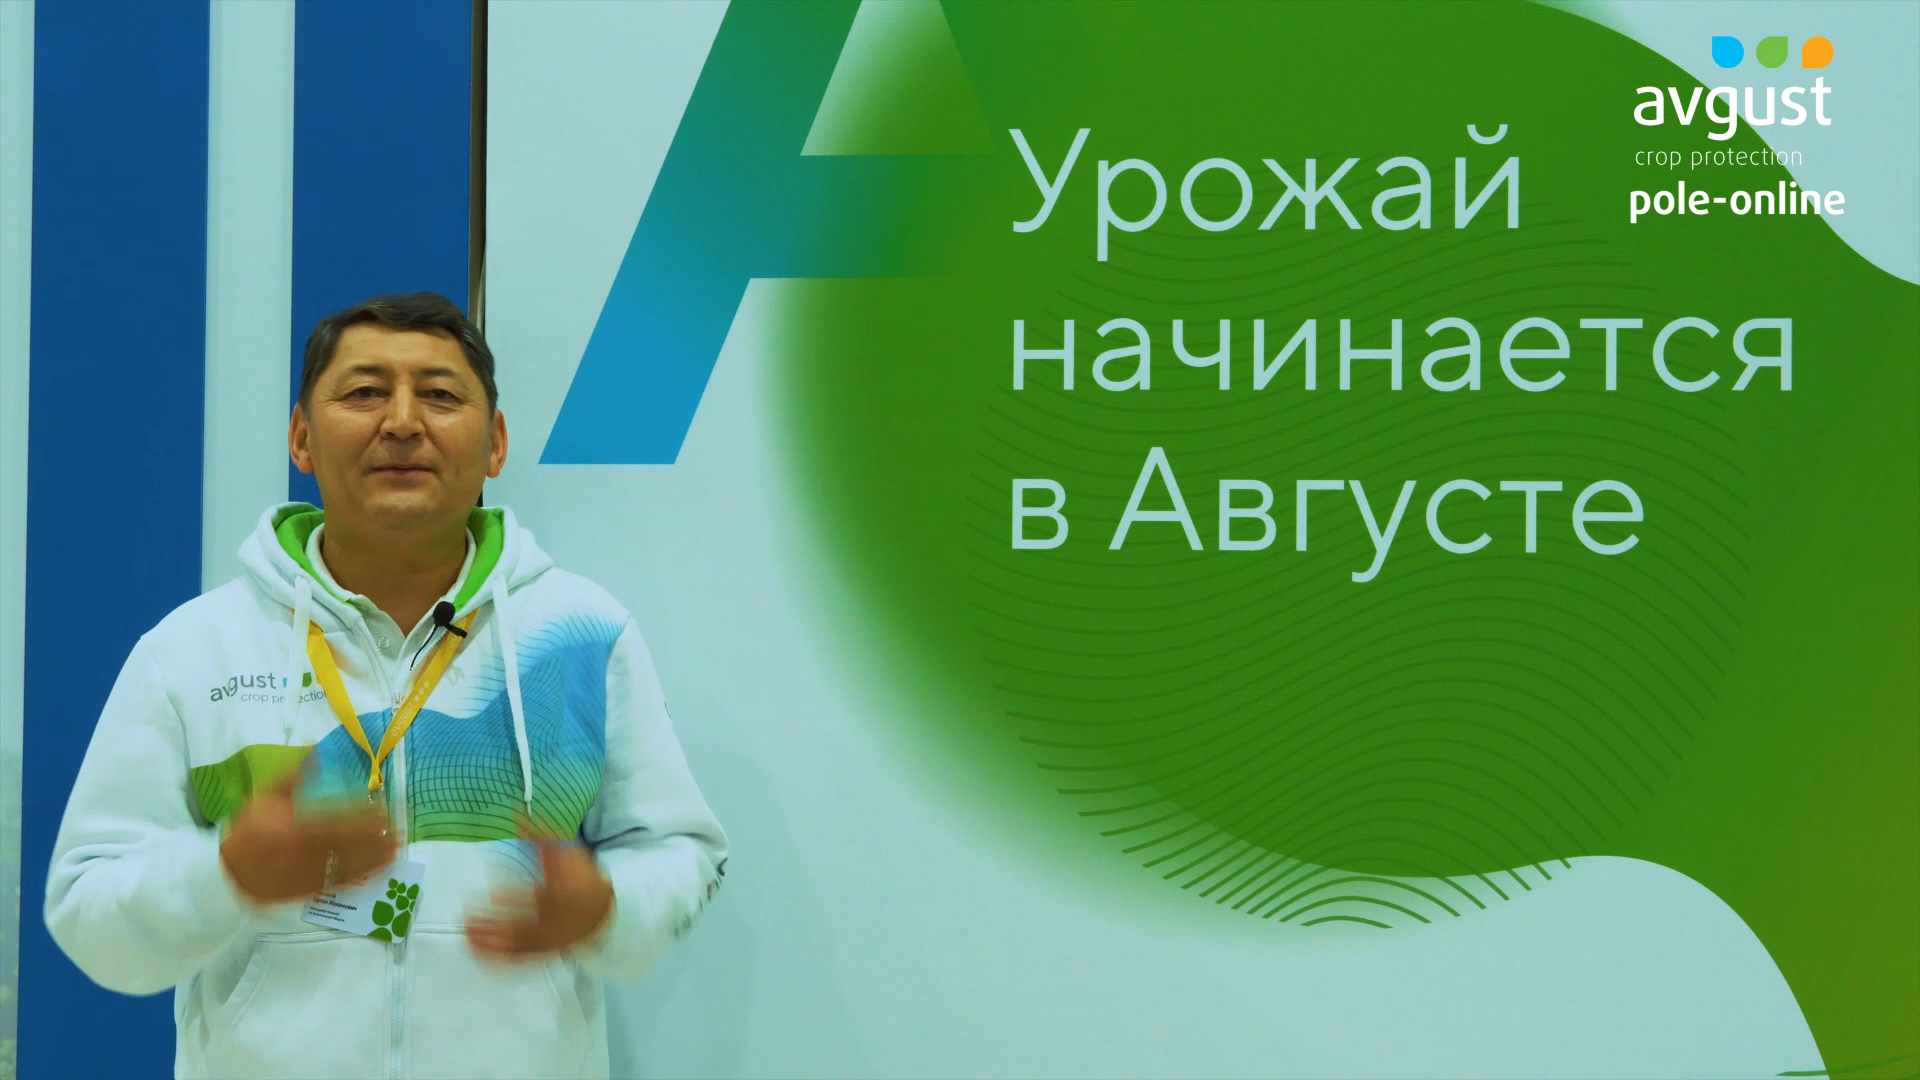 avgust
crop protection
pole-online
Урожай
начинается
в Августе
avgust
crop protection